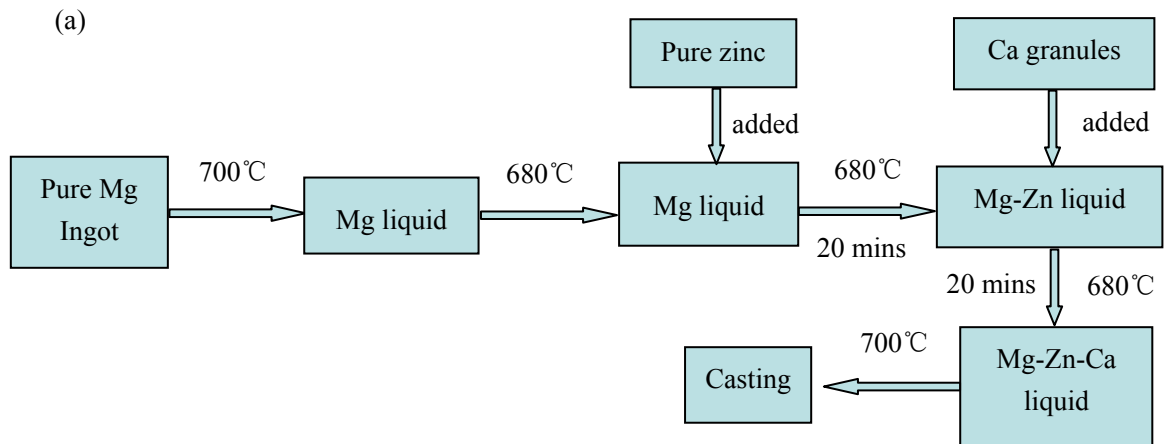 (a)
Pure zinc
Ca granules
added
added
Pure Mg
Ingot
700℃
Mg liquid
680℃
Mg liquid
680℃
20 mins
Mg-Zn liquid
20 mins
680℃
Mg-Zn-Ca
liquid
700℃
Casting